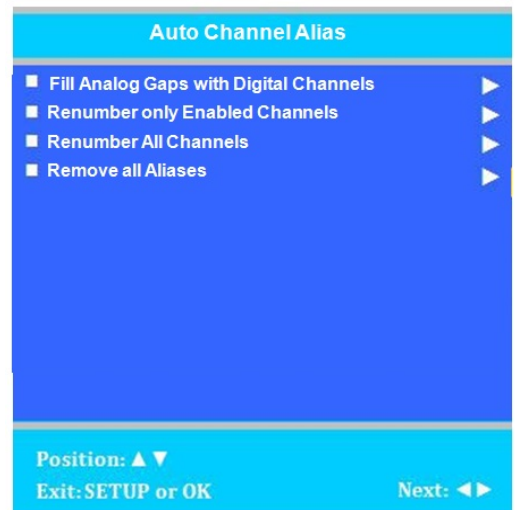 Auto Channel Alias
Fill Analog Gaps with Digital Channels
Renumber only Enabled Channels
Renumber All Channels
Remove all Aliases
Position: ▲ ▼
Exit: SETUP or OK
Next: ◀ ▶